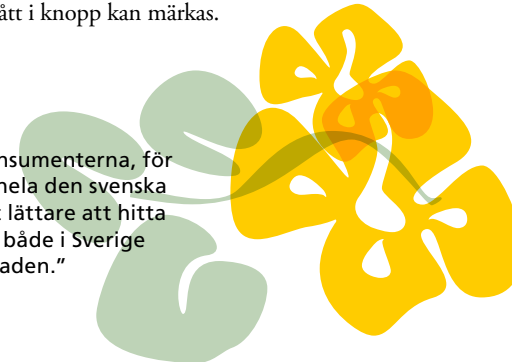 ått i knopp kan märkas.
nsumenterna, för
hela den svenska
t lättare att hitta
både i Sverige
aden.”